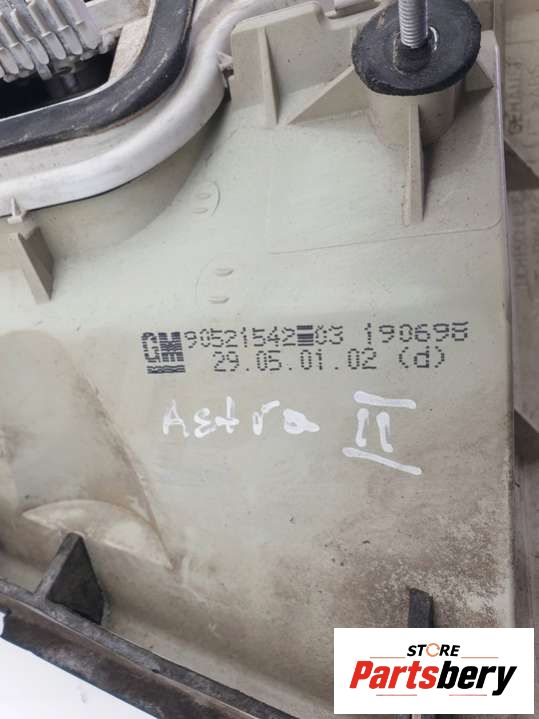 GM 90521542 03 190698
29.05.01.02 (d)
Astra II
STORE
Partsbery